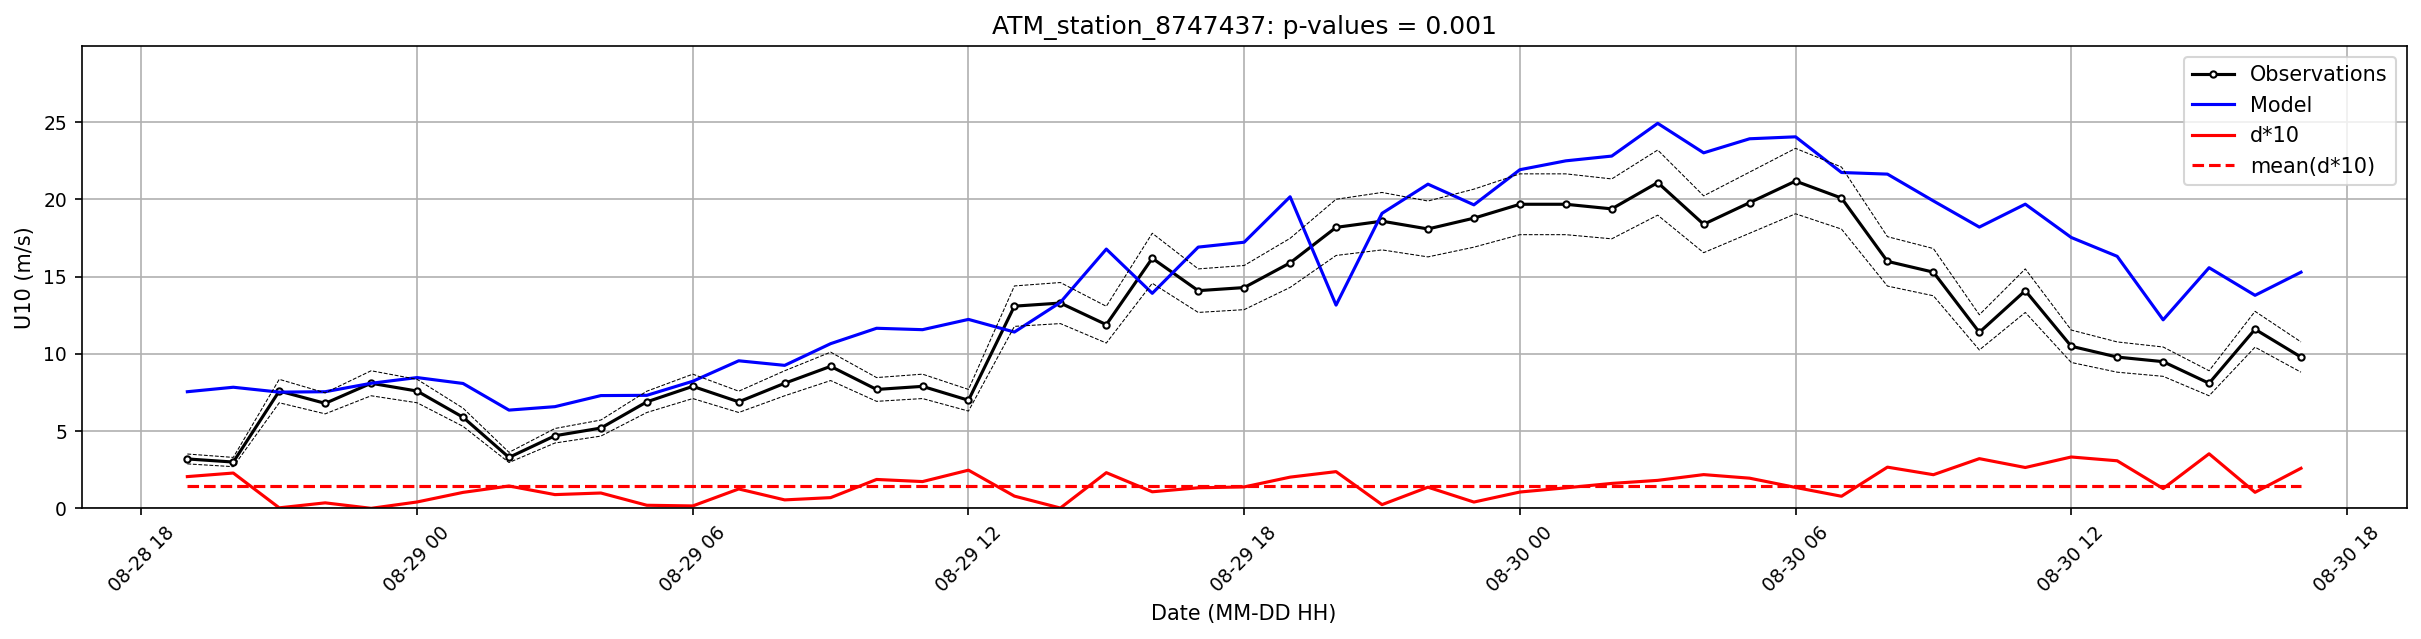 ATM_station_8747437: p-values = 0.001
Observations
Model
d*10
mean(d*10)
25
20
15
10
5
0
U10 (m/s)
08-28 18
08-29 00
08-29 06
08-29 12
08-29 18
08-30 00
08-30 06
08-30 12
08-30 18
Date (MM-DD HH)